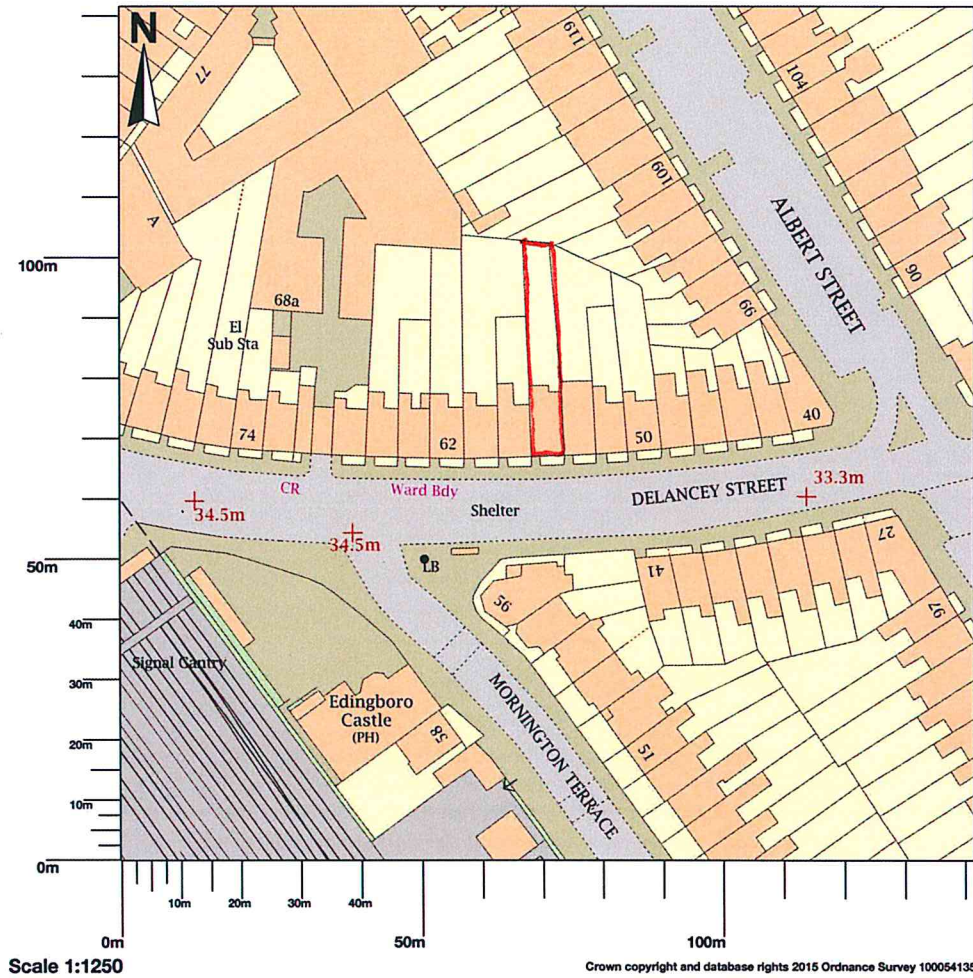 N
77
119
104
109
ALBERT STREET
A
100m
90
68a
66
El
Sub Sta
74
62
50
40
CR
Ward Bdy
DELANCEY STREET
33.3m
34.5m
Shelter
34.5m
50m
LB
41
27
56
97
40m
Signal Gantry
30m
Edingboro
Castle
(PH)
58
MORNINGTON TERRACE
51
20m
10m
0m
10m
20m
30m
40m
0m
50m
100m
Scale 1:1250
Crown copyright and database rights 2015 Ordnance Survey 100054135